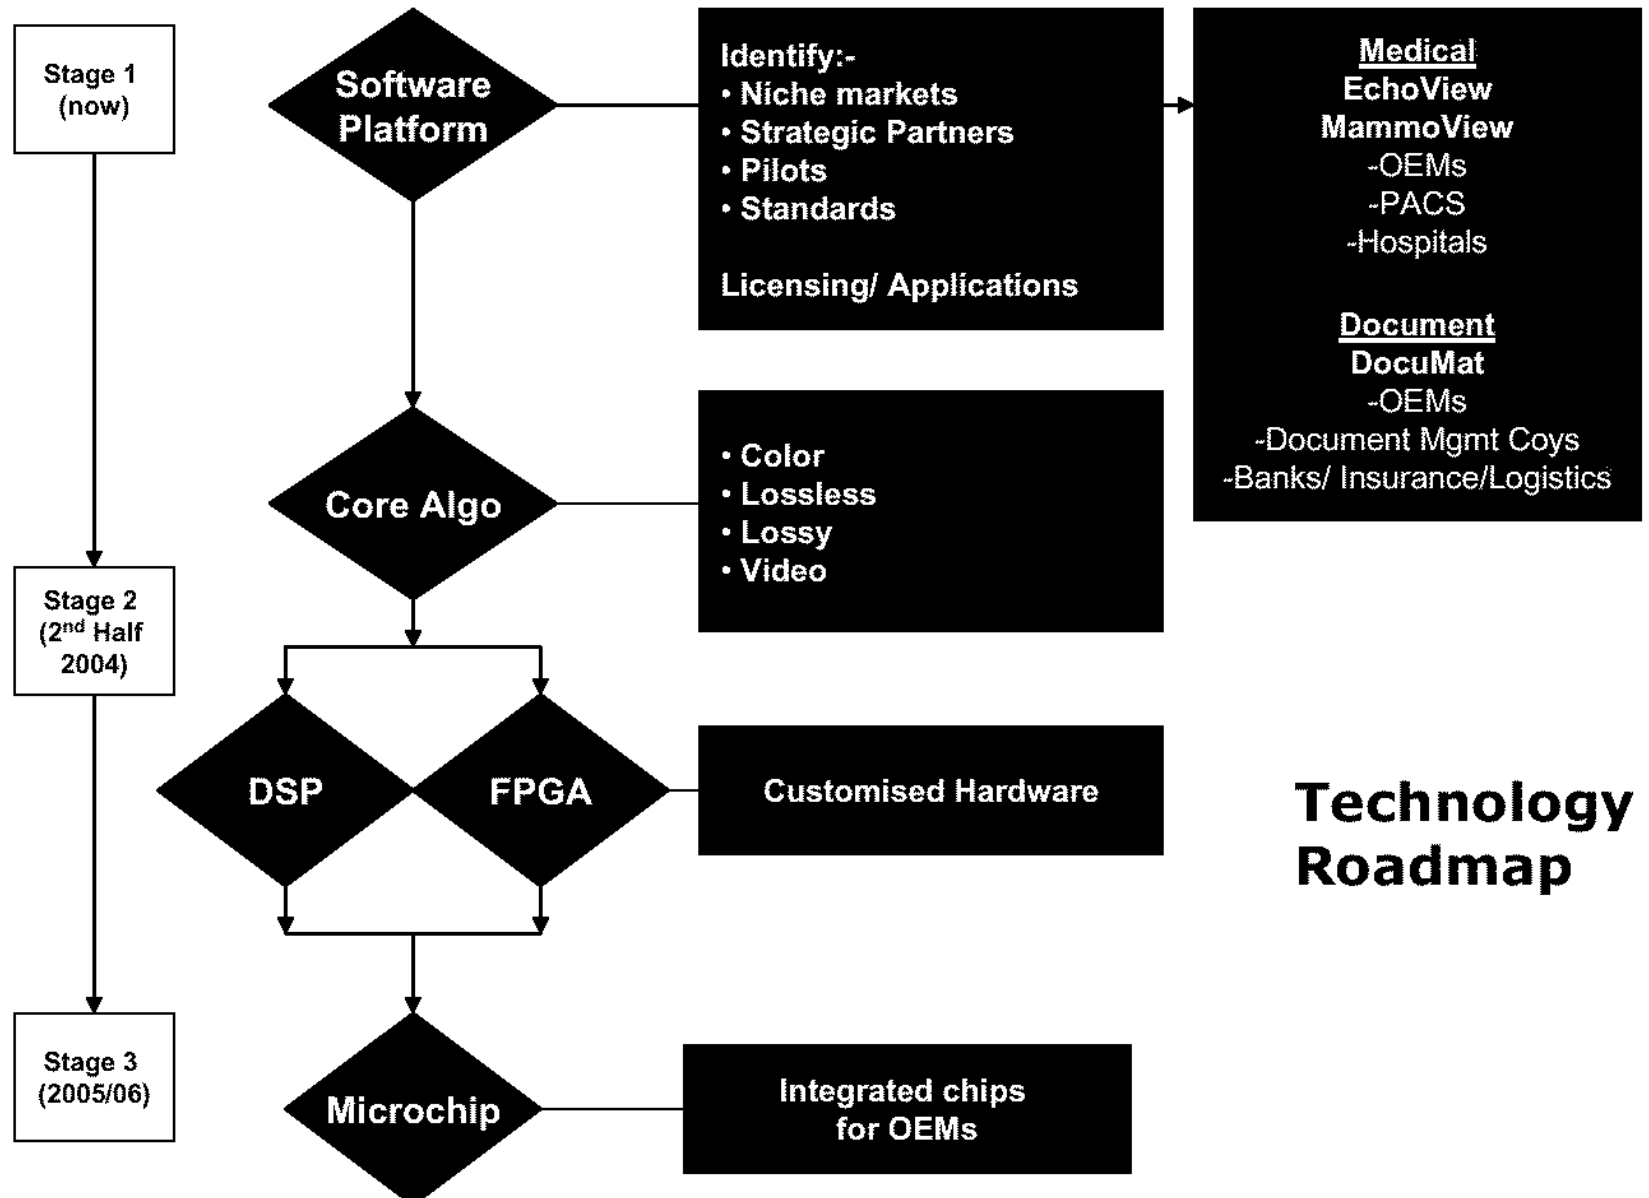 Stage 1
(now)
Software
Platform
Identify:-
• Niche markets
• Strategic Partners
• Pilots
• Standards
Licensing/ Applications
Medical
EchoView
MammoView
-OEMs
-PACS
-Hospitals
Document
DocuMat
-OEMs
-Document Mgmt Coys
-Banks/ Insurance/Logistics
Core Algo
• Color
• Lossless
• Lossy
• Video
Stage 2
(2nd Half
2004)
DSP
FPGA
Customised Hardware
Technology
Roadmap
Stage 3
(2005/06)
Microchip
Integrated chips
for OEMs